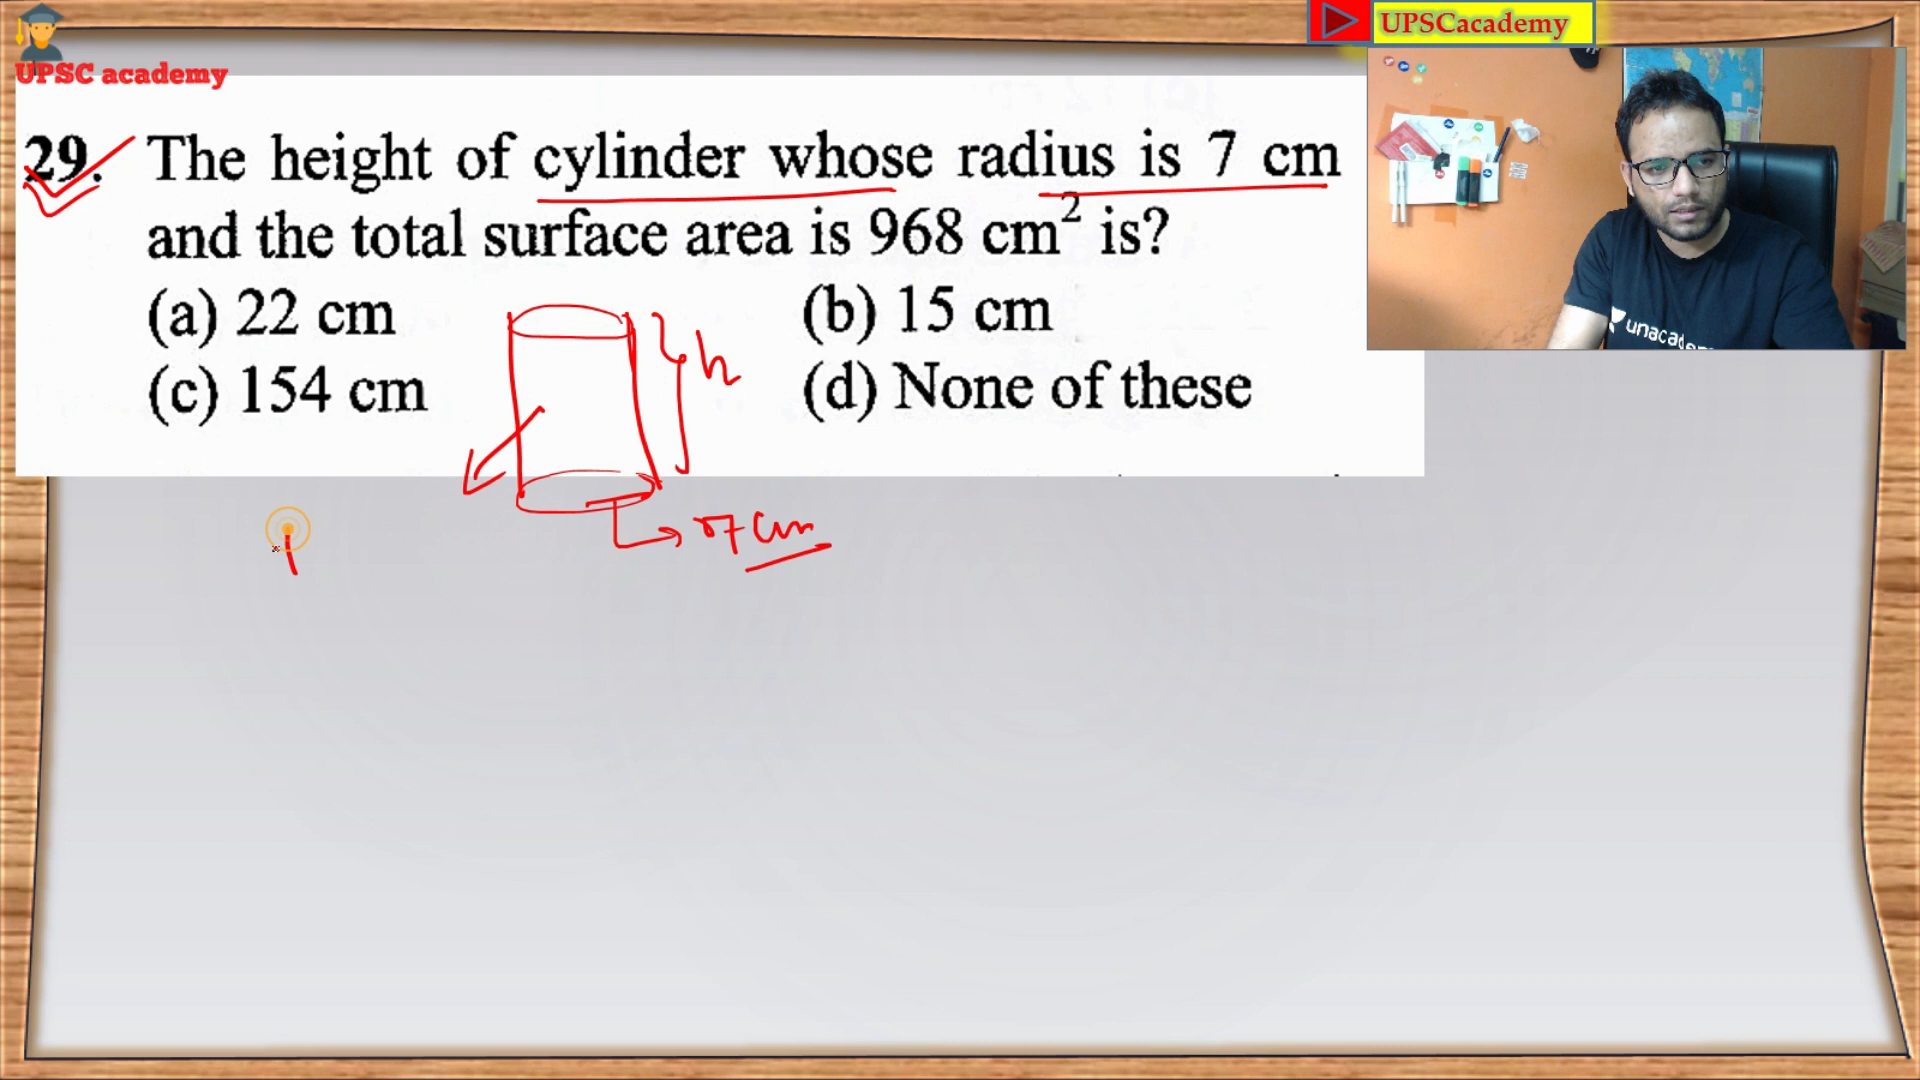 UPSCacademy
UPSC academy
29. The height of cylinder whose radius is 7 cm
and the total surface area is 968 cm² is?
(a) 22 cm
(b) 15 cm
(c) 154 cm
(d) None of these
h
7 cm
unacadem